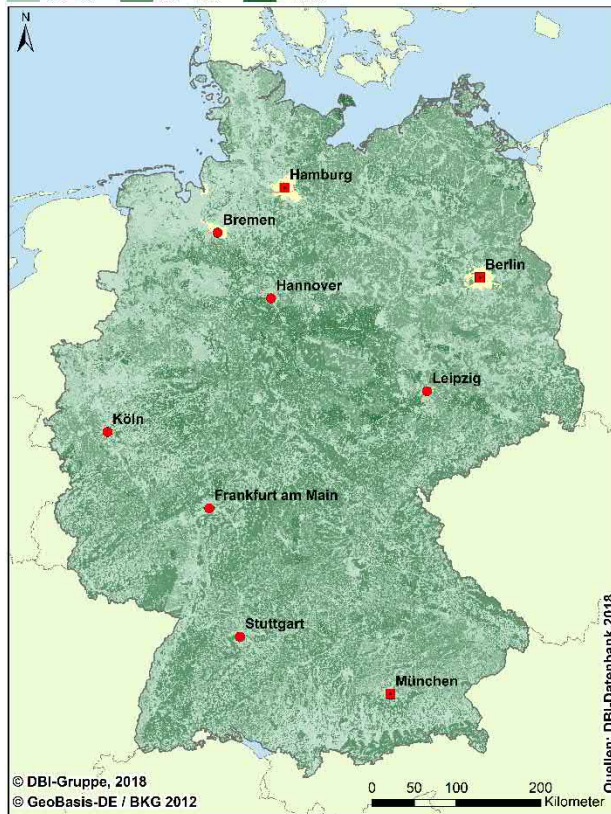 N
Hamburg
Bremen
Berlin
Hannover
Leipzig
Köln
Frankfurt am Main
Stuttgart
München
Quellen: DBI-Datenbank 2018
© DBI-Gruppe, 2018
© GeoBasis-DE / BKG 2012
0 50 100 200
Kilometer